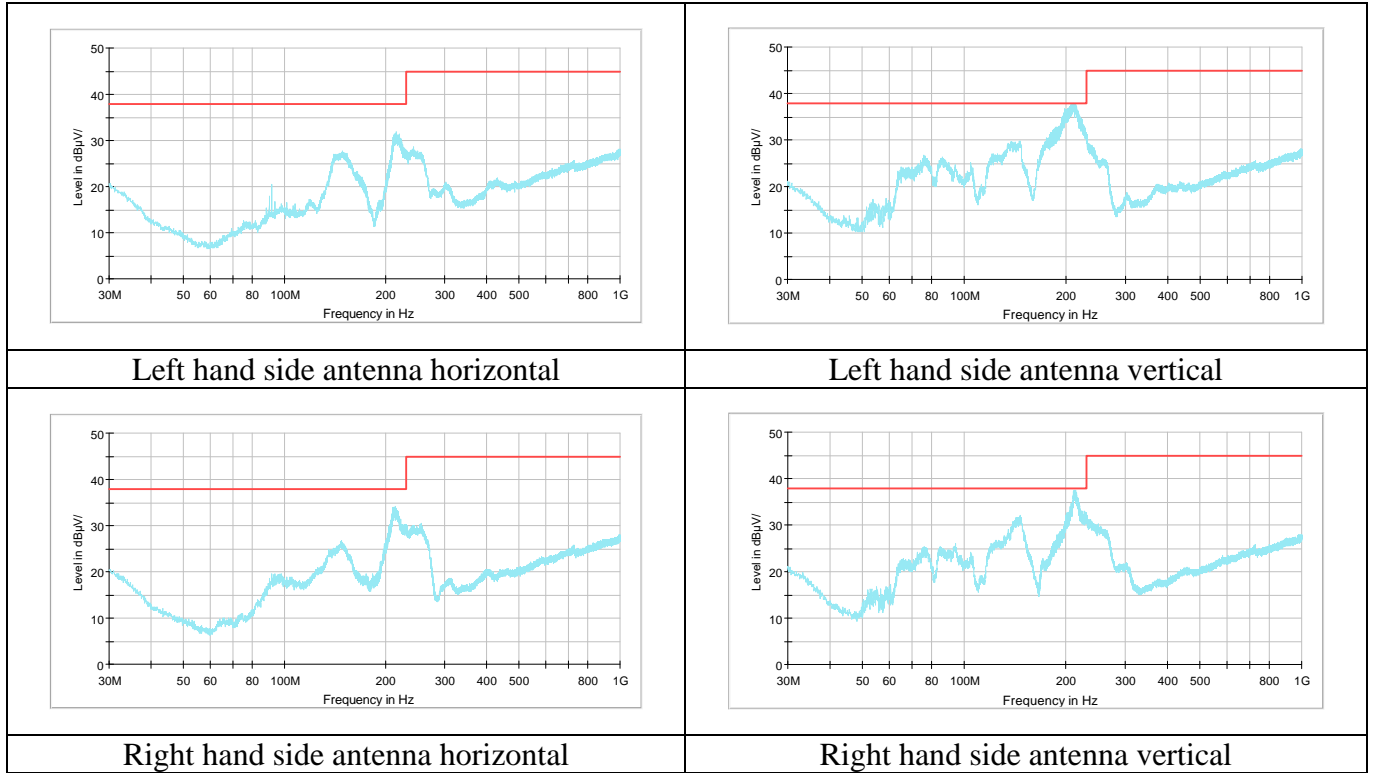 50
40
30
20
10
0
Level in dBµV/
30M 50 60 80 100M 200 300 400 500 800 1G
Frequency in Hz
50
40
30
20
10
0
Level in dBµV/
30M 50 60 80 100M 200 300 400 500 800 1G
Frequency in Hz
Left hand side antenna horizontal
Left hand side antenna vertical
50
40
30
20
10
0
Level in dBµV/
30M 50 60 80 100M 200 300 400 500 800 1G
Frequency in Hz
50
40
30
20
10
0
Level in dBµV/
30M 50 60 80 100M 200 300 400 500 800 1G
Frequency in Hz
Right hand side antenna horizontal
Right hand side antenna vertical